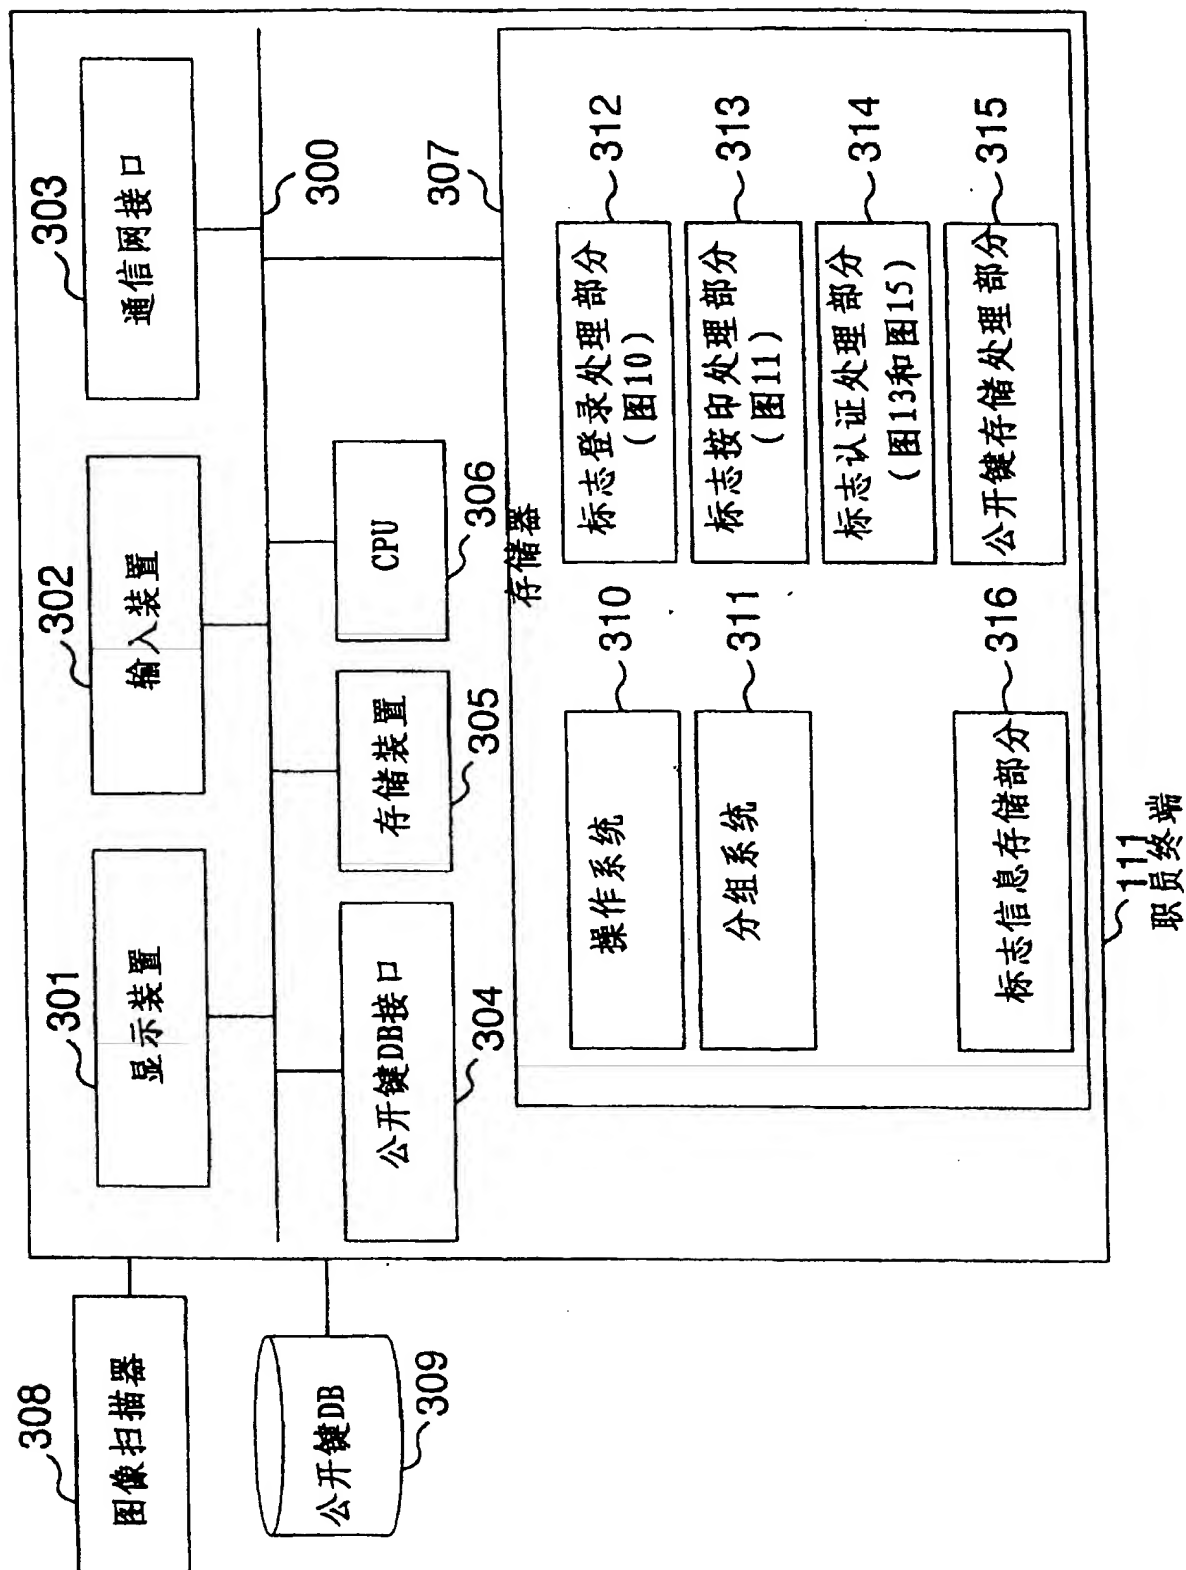 308
图像扫描器
301
显示装置
302
输入装置
303
通信网接口
300
公开键DB
309
公开键DB接口
304
存储装置
305
CPU
306
307
存储器
操作系统
310
标志登录处理部分
(图10)
312
分组系统
311
标志按印处理部分
(图11)
313
标志认证处理部分
(图13和图15)
314
标志信息存储部分
316
公开键存储处理部分
315
111
职员终端